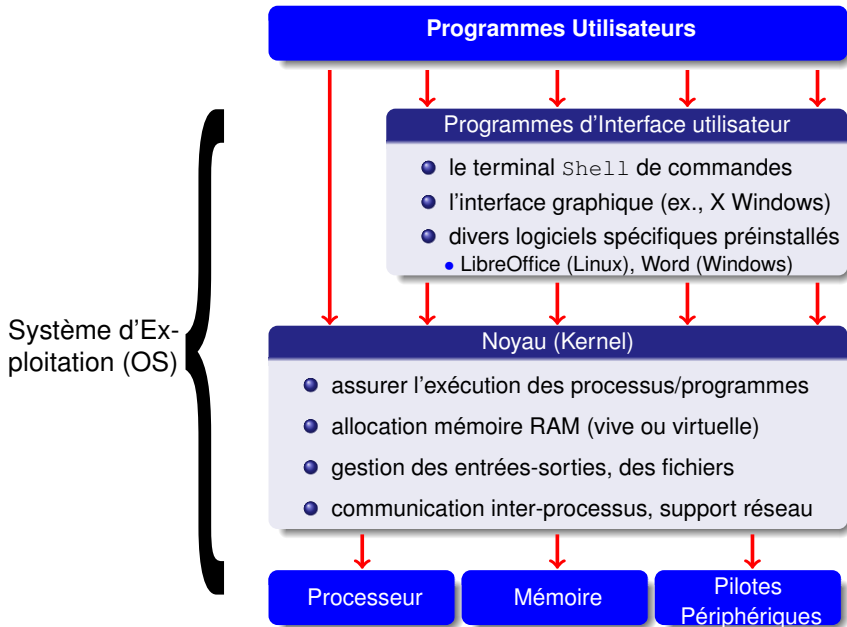 Programmes Utilisateurs
Programmes d'Interface utilisateur
le terminal Shell de commandes
l'interface graphique (ex., X Windows)
divers logiciels spécifiques préinstallés
LibreOffice (Linux), Word (Windows)
Système d'Ex-
ploitation (OS)
Noyau (Kernel)
assurer l'exécution des processus/programmes
allocation mémoire RAM (vive ou virtuelle)
gestion des entrées-sorties, des fichiers
communication inter-processus, support réseau
Processeur
Mémoire
Pilotes
Périphériques